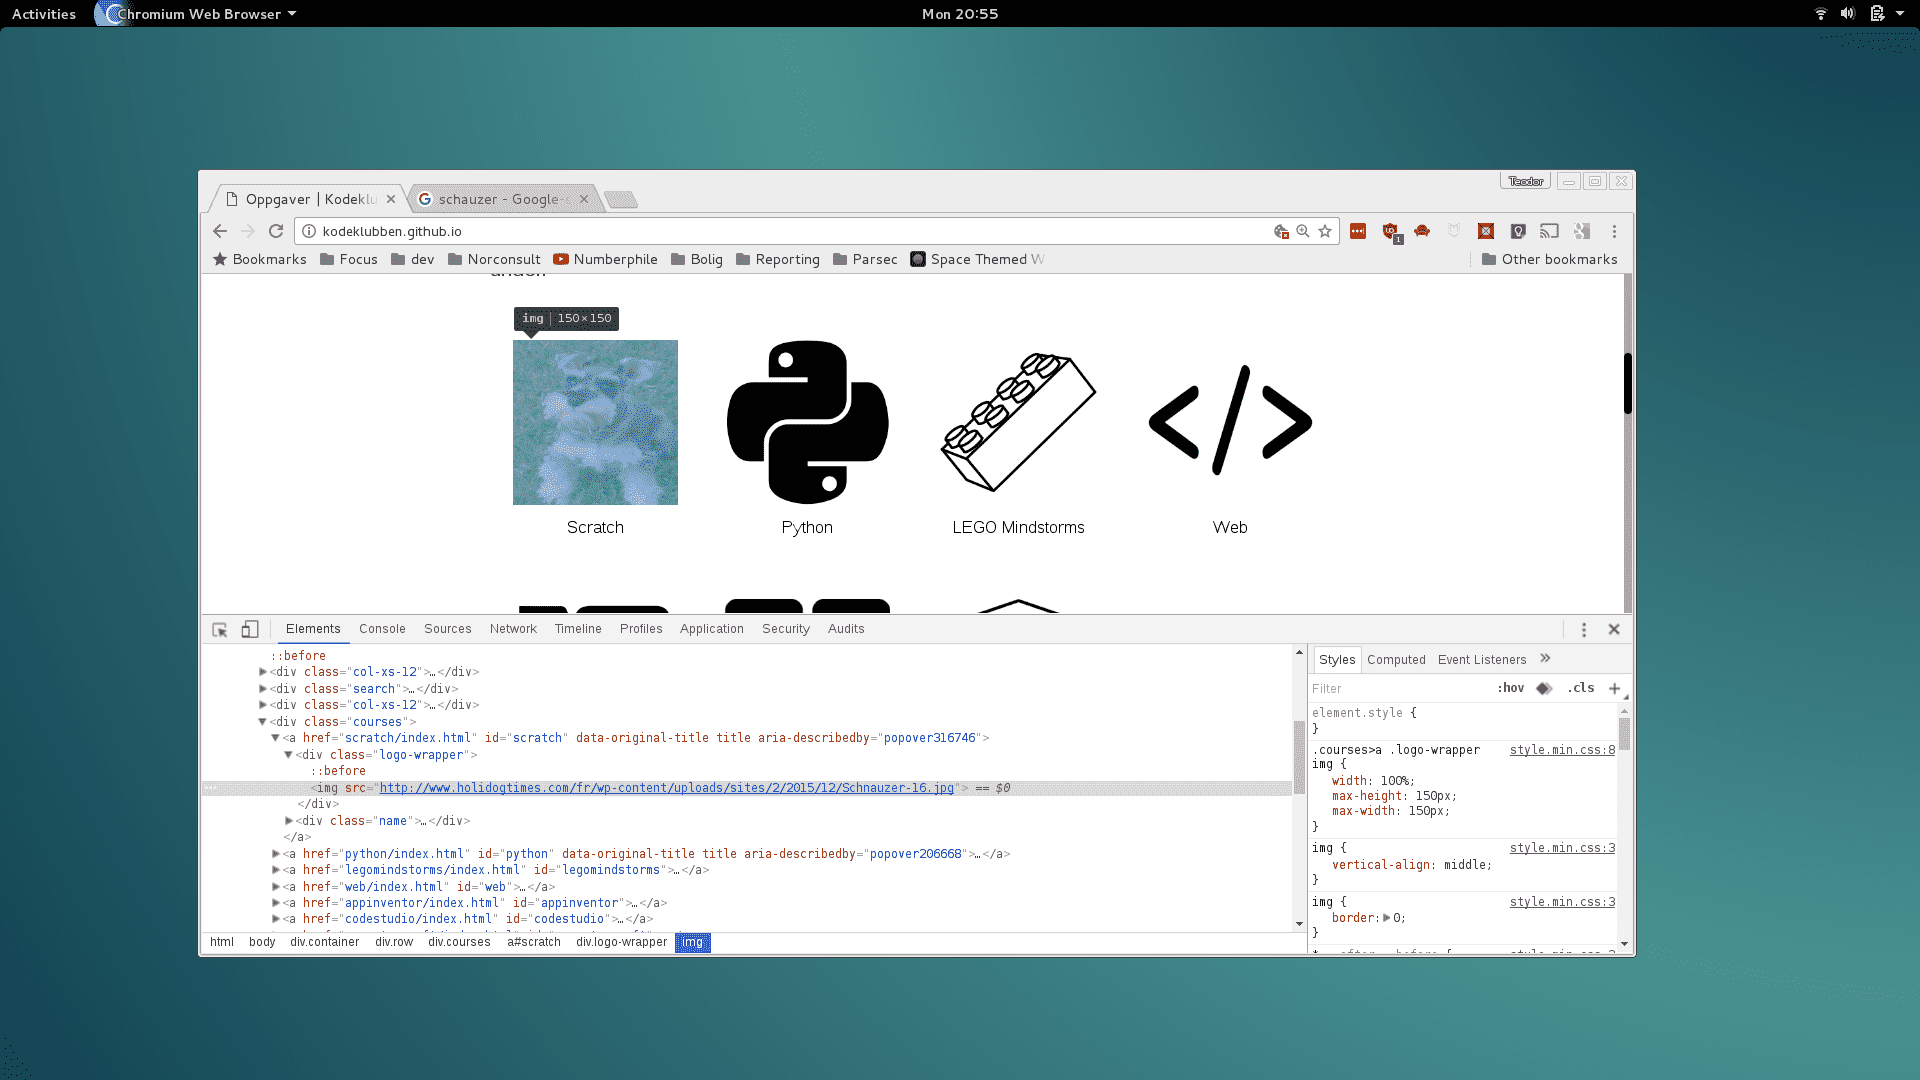 Activities Chromium Web Browser Mon 20:55
Teodor
Oppgaver | Kodeklu schauzer - Google-s
kodeklubben.github.io
1
Bookmarks Focus dev Norconsult Numberphile Bolig Reporting Parsec Space Themed W Other bookmarks
img 150×150
Scratch Python LEGO Mindstorms Web
Elements Console Sources Network Timeline Profiles Application Security Audits
::before
<div class="col-xs-12">…</div>
<div class="search">…</div>
<div class="col-xs-12">…</div>
<div class="courses">
<a href="scratch/index.html" id="scratch" data-original-title title aria-describedby="popover316746">
<div class="logo-wrapper">
::before
<img src="http://www.holidogtimes.com/fr/wp-content/uploads/sites/2/2015/12/Schnauzer-16.jpg"> == $0
</div>
<div class="name">…</div>
</a>
<a href="python/index.html" id="python" data-original-title title aria-describedby="popover206668">…</a>
<a href="legomindstorms/index.html" id="legomindstorms">…</a>
<a href="web/index.html" id="web">…</a>
<a href="appinventor/index.html" id="appinventor">…</a>
<a href="codestudio/index.html" id="codestudio">…</a>
html body div.container div.row div.courses a#scratch div.logo-wrapper img
Styles Computed Event Listeners »
Filter :hov .cls +
element.style {
}
.courses>a .logo-wrapper style.min.css:8
img {
width: 100%;
max-height: 150px;
max-width: 150px;
}
img { style.min.css:3
vertical-align: middle;
}
img { style.min.css:3
border: 0;
}